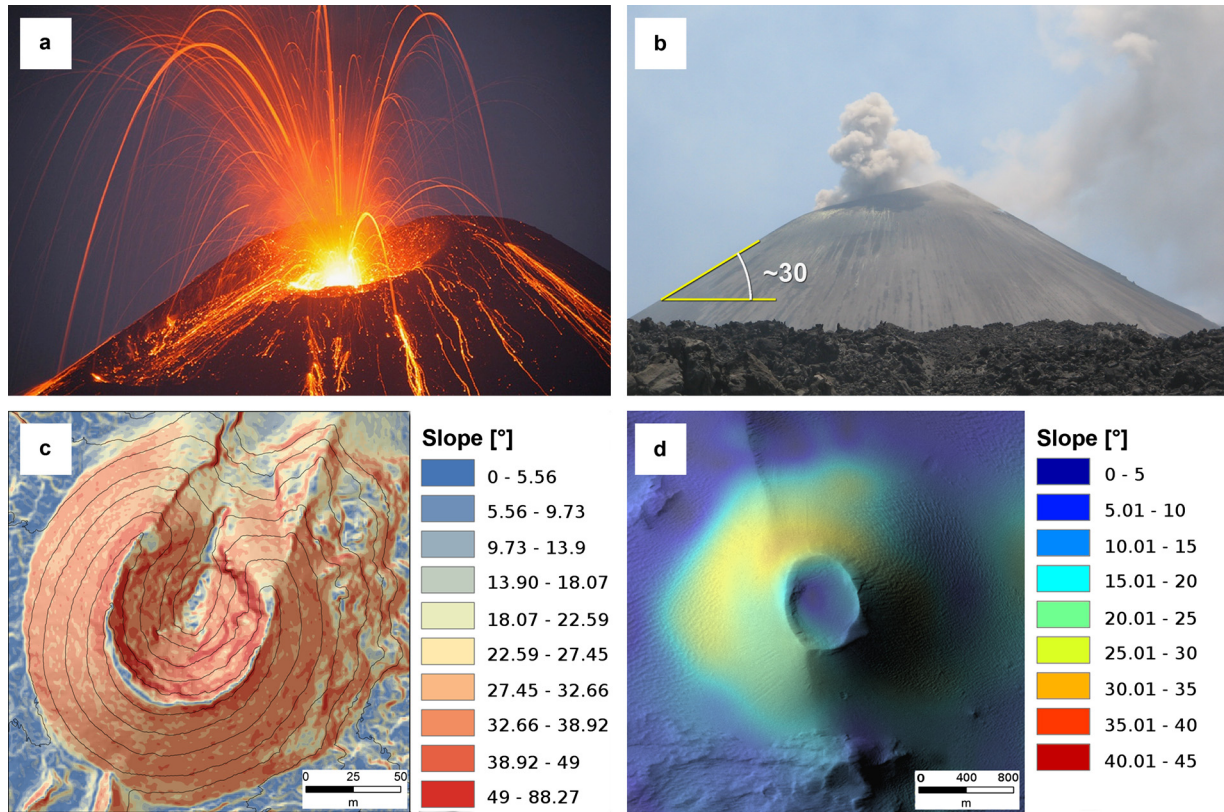 a
b
~30
c
Slope [°]
0 - 5.56
5.56 - 9.73
9.73 - 13.9
13.90 - 18.07
18.07 - 22.59
22.59 - 27.45
27.45 - 32.66
32.66 - 38.92
38.92 - 49
49 - 88.27
0 25 50
m
d
Slope [°]
0 - 5
5.01 - 10
10.01 - 15
15.01 - 20
20.01 - 25
25.01 - 30
30.01 - 35
35.01 - 40
40.01 - 45
0 400 800
m